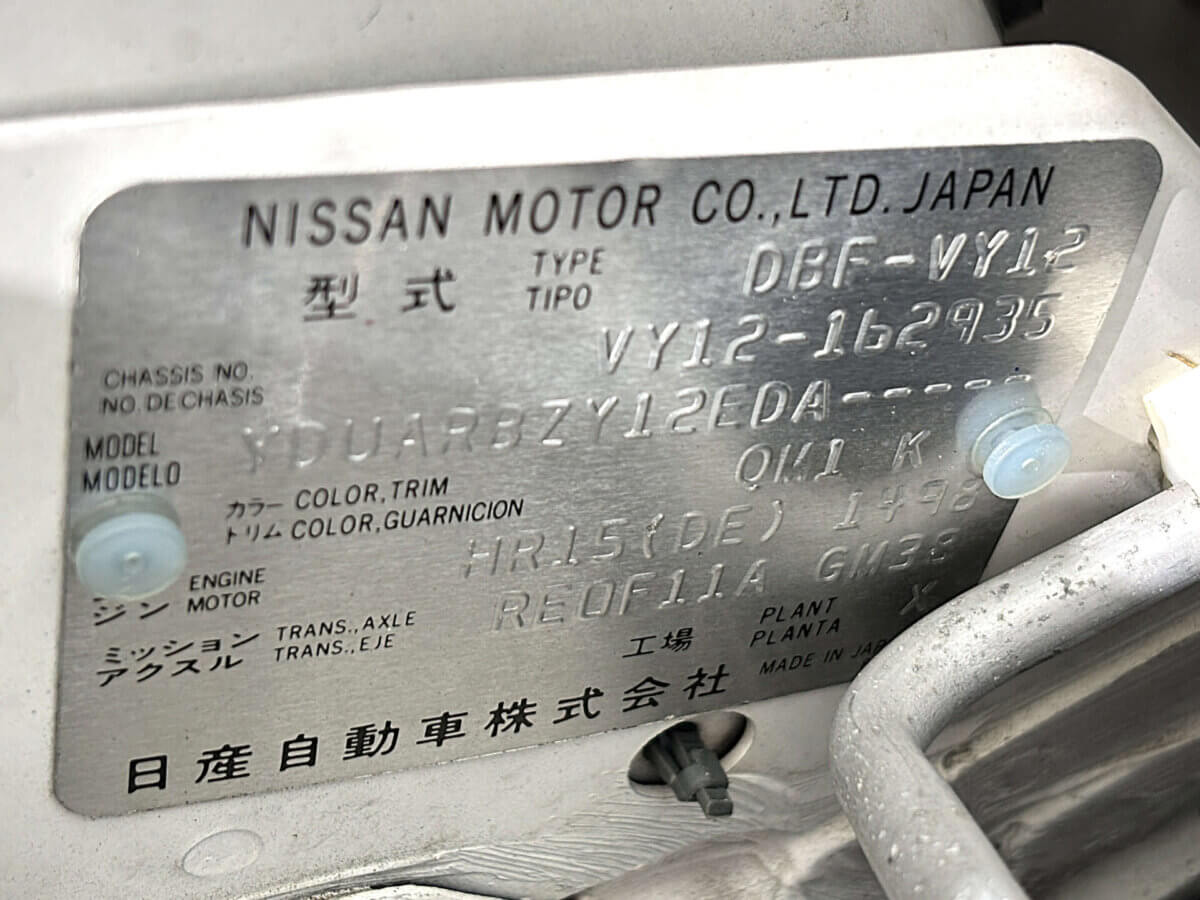 NISSAN MOTOR CO.,LTD. JAPAN
型式 TYPE TIPO DBF-VY12
CHASSIS NO. NO. DE CHASIS VY12-162935
MODEL MODELO YDUARBZY12EDA-----
カラー COLOR, TRIM QM1 K
トリム COLOR, GUARNICION
ジン ENGINE MOTOR HR15(DE) 1498
ミッション アクスル TRANS., AXLE TRANS., EJE RE0F11A GM38
工場 PLANT PLANTA X
日産自動車株式会社 MADE IN